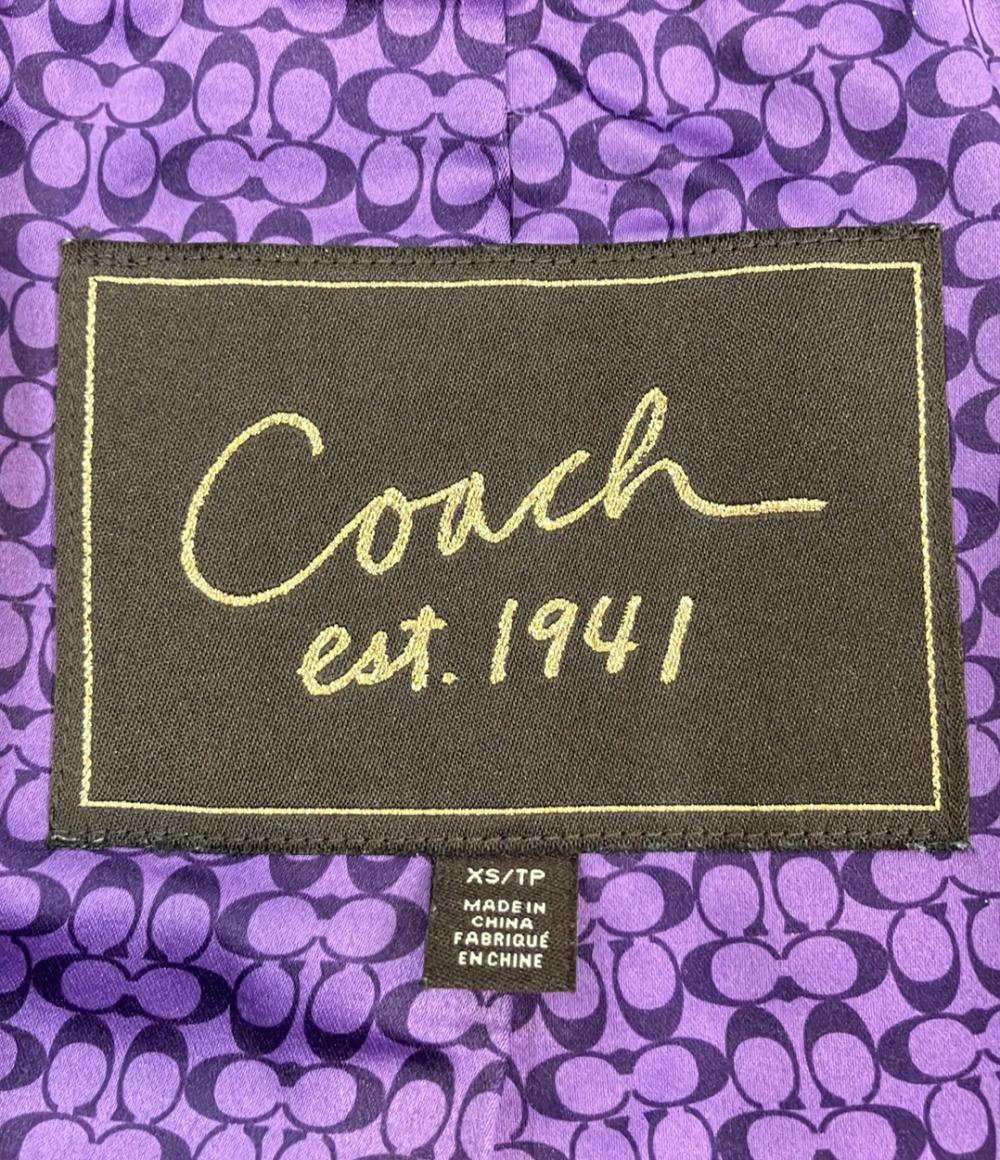 Coach
est. 1941
XS/TP
MADE IN
CHINA
FABRIQUÉ
EN CHINE